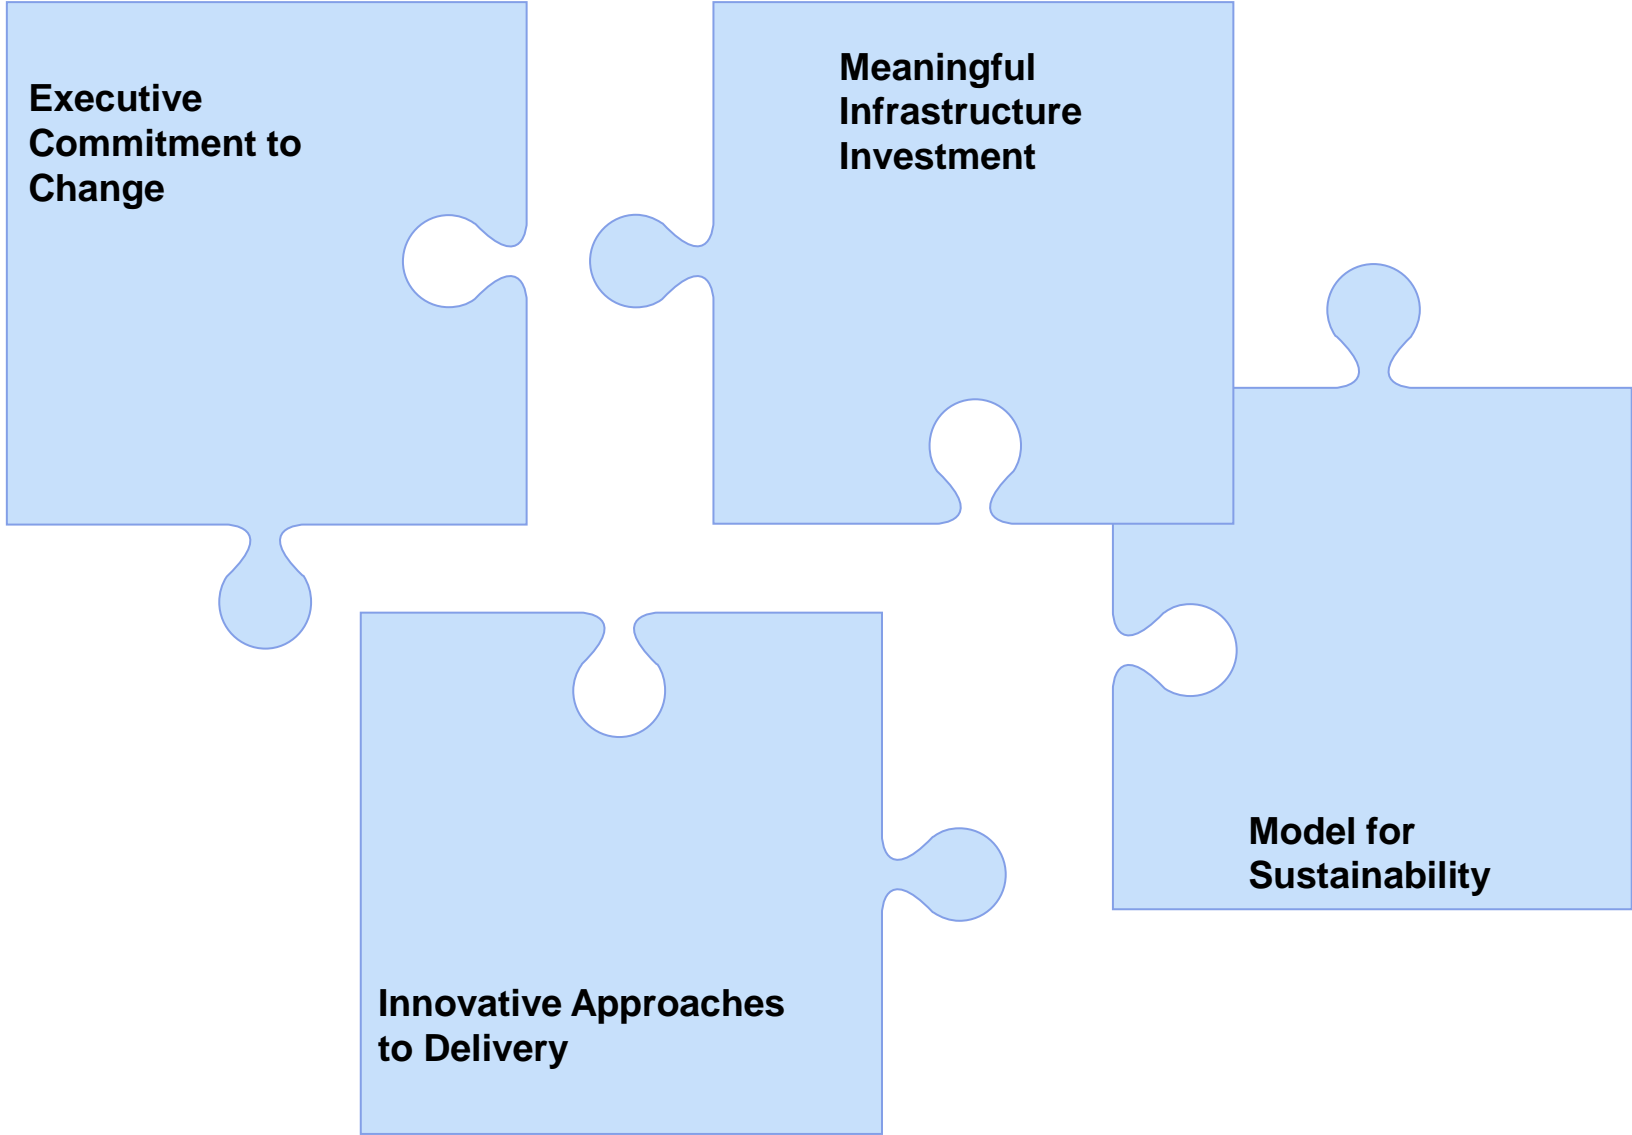 Executive
Commitment to
Change
Meaningful
Infrastructure
Investment
Model for
Sustainability
Innovative Approaches
to Delivery